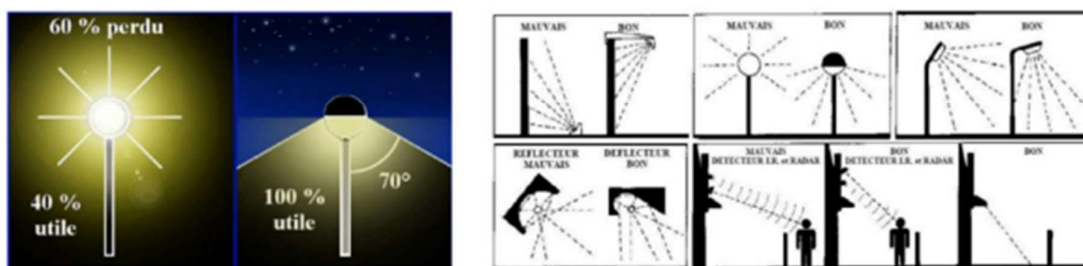 60 % perdu
40 %
utile
100 %
utile
70°
MAUVAIS
BON
MAUVAIS
BON
MAUVAIS
BON
REFLECTEUR
MAUVAIS
DEFLECTEUR
BON
MAUVAIS
DETECTEUR I.R. et RADAR
BON
DETECTEUR I.R. et RADAR
BON